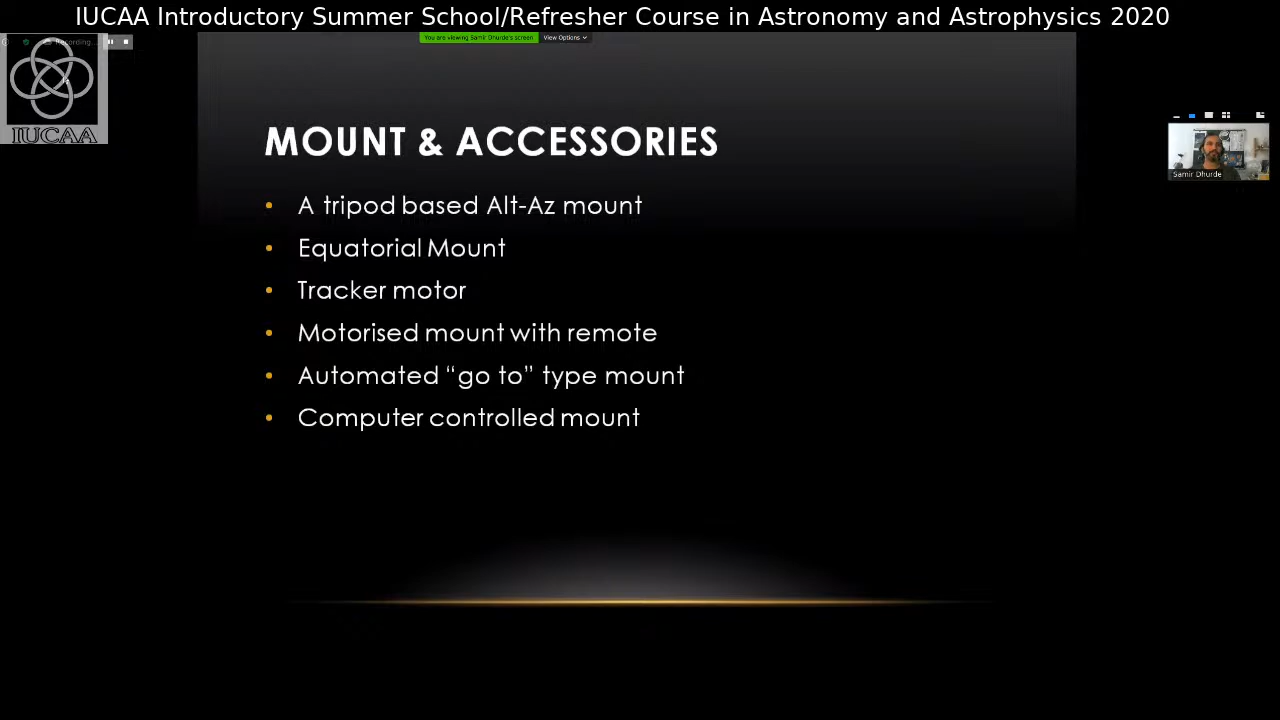 IUCAA Introductory Summer School/Refresher Course in Astronomy and Astrophysics 2020
Recording...
You are viewing Samir Dhurde's screen View Options
IUCAA
MOUNT & ACCESSORIES
Samir Dhurde
• A tripod based Alt-Az mount
• Equatorial Mount
• Tracker motor
• Motorised mount with remote
• Automated “go to” type mount
• Computer controlled mount